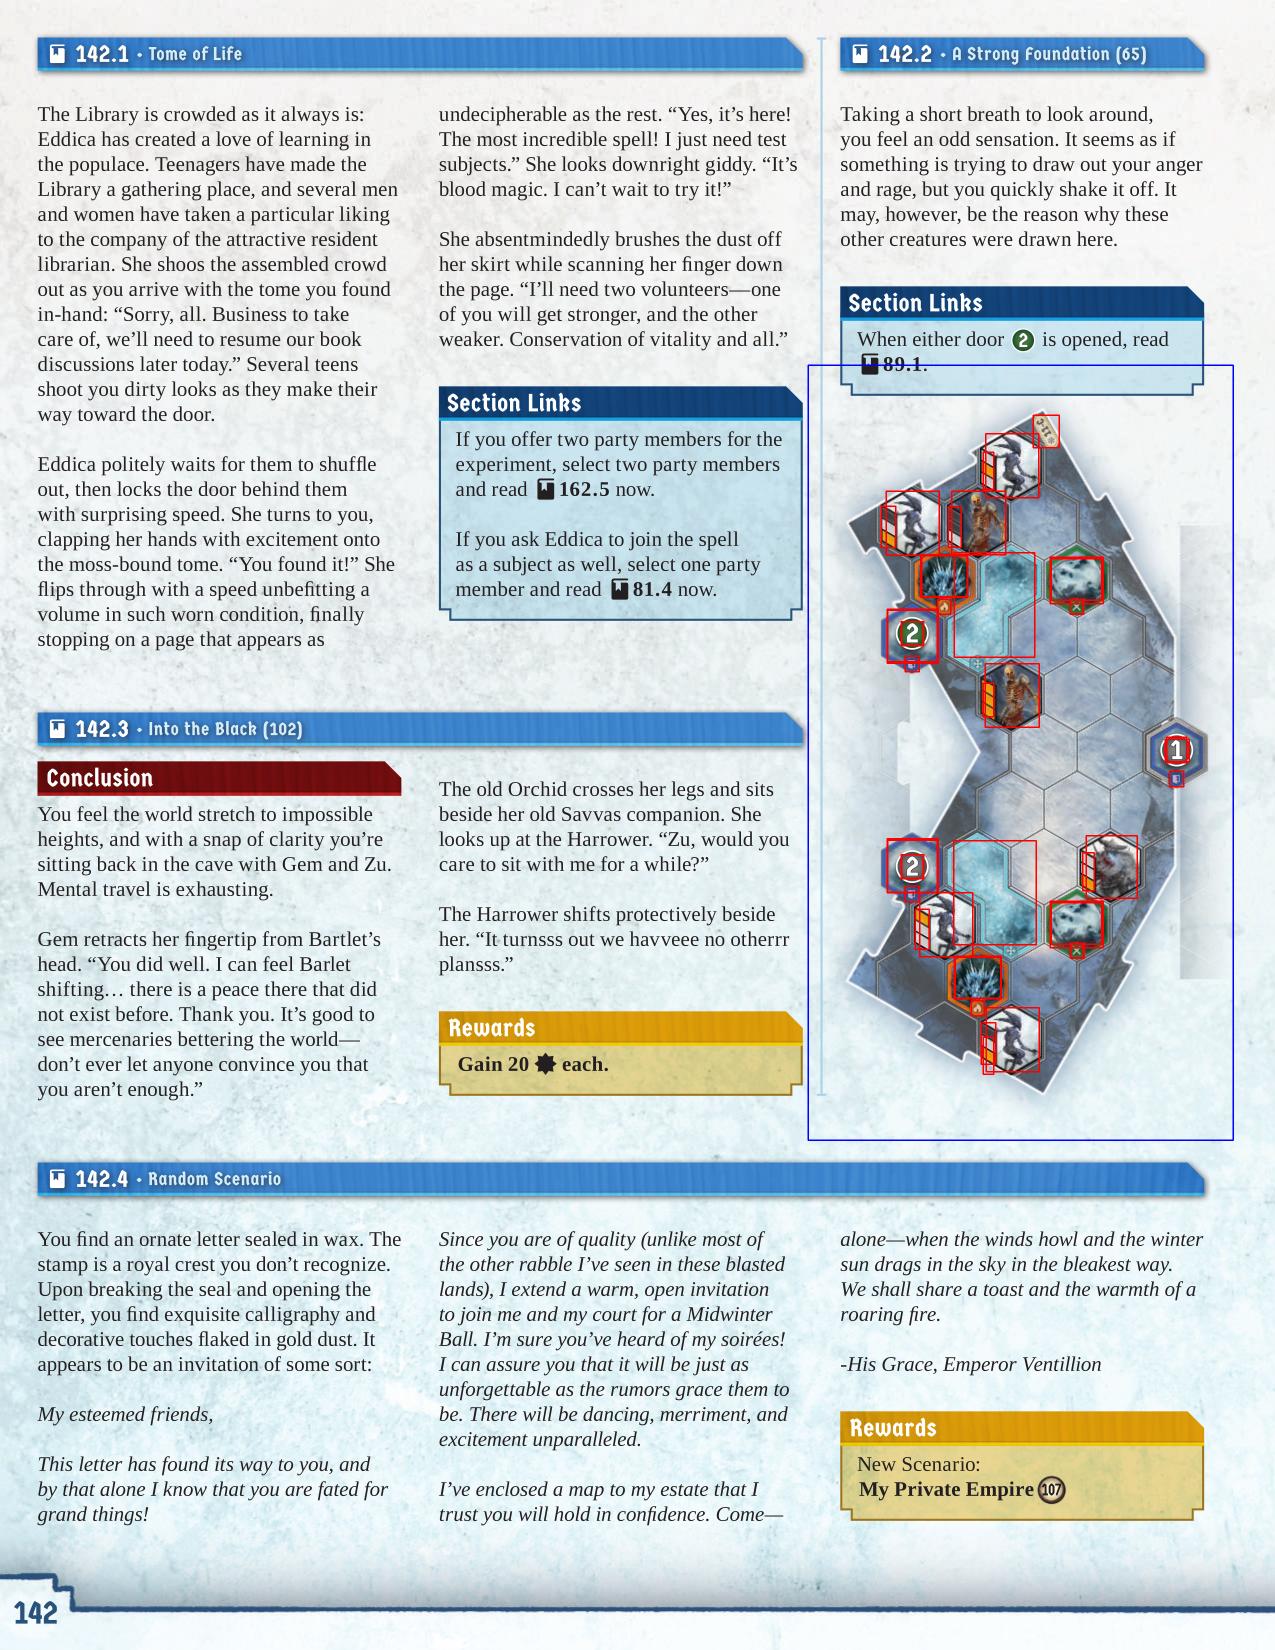 142.1 • Tome of Life
The Library is crowded as it always is:
Eddica has created a love of learning in
the populace. Teenagers have made the
Library a gathering place, and several men
and women have taken a particular liking
to the company of the attractive resident
librarian. She shoos the assembled crowd
out as you arrive with the tome you found
in-hand: “Sorry, all. Business to take
care of, we’ll need to resume our book
discussions later today.” Several teens
shoot you dirty looks as they make their
way toward the door.
Eddica politely waits for them to shuffle
out, then locks the door behind them
with surprising speed. She turns to you,
clapping her hands with excitement onto
the moss-bound tome. “You found it!” She
flips through with a speed unbefitting a
volume in such worn condition, finally
stopping on a page that appears as
undecipherable as the rest. “Yes, it’s here!
The most incredible spell! I just need test
subjects.” She looks downright giddy. “It’s
blood magic. I can’t wait to try it!”
She absentmindedly brushes the dust off
her skirt while scanning her finger down
the page. “I’ll need two volunteers—one
of you will get stronger, and the other
weaker. Conservation of vitality and all.”
Section Links
If you offer two party members for the
experiment, select two party members
and read 162.5 now.
If you ask Eddica to join the spell
as a subject as well, select one party
member and read 81.4 now.
142.2 • A Strong Foundation (65)
Taking a short breath to look around,
you feel an odd sensation. It seems as if
something is trying to draw out your anger
and rage, but you quickly shake it off. It
may, however, be the reason why these
other creatures were drawn here.
Section Links
When either door 2 is opened, read
89.1.
2
1
2
142.3 • Into the Black (102)
Conclusion
You feel the world stretch to impossible
heights, and with a snap of clarity you’re
sitting back in the cave with Gem and Zu.
Mental travel is exhausting.
Gem retracts her fingertip from Bartlet’s
head. “You did well. I can feel Barlet
shifting… there is a peace there that did
not exist before. Thank you. It’s good to
see mercenaries bettering the world—
don’t ever let anyone convince you that
you aren’t enough.”
The old Orchid crosses her legs and sits
beside her old Savvas companion. She
looks up at the Harrower. “Zu, would you
care to sit with me for a while?”
The Harrower shifts protectively beside
her. “It turnsss out we havveee no otherrr
plansss.”
Rewards
Gain 20 each.
142.4 • Random Scenario
You find an ornate letter sealed in wax. The
stamp is a royal crest you don’t recognize.
Upon breaking the seal and opening the
letter, you find exquisite calligraphy and
decorative touches flaked in gold dust. It
appears to be an invitation of some sort:
My esteemed friends,
This letter has found its way to you, and
by that alone I know that you are fated for
grand things!
Since you are of quality (unlike most of
the other rabble I’ve seen in these blasted
lands), I extend a warm, open invitation
to join me and my court for a Midwinter
Ball. I’m sure you’ve heard of my soirées!
I can assure you that it will be just as
unforgettable as the rumors grace them to
be. There will be dancing, merriment, and
excitement unparalleled.
I’ve enclosed a map to my estate that I
trust you will hold in confidence. Come—
alone—when the winds howl and the winter
sun drags in the sky in the bleakest way.
We shall share a toast and the warmth of a
roaring fire.
-His Grace, Emperor Ventillion
Rewards
New Scenario:
My Private Empire 107
142